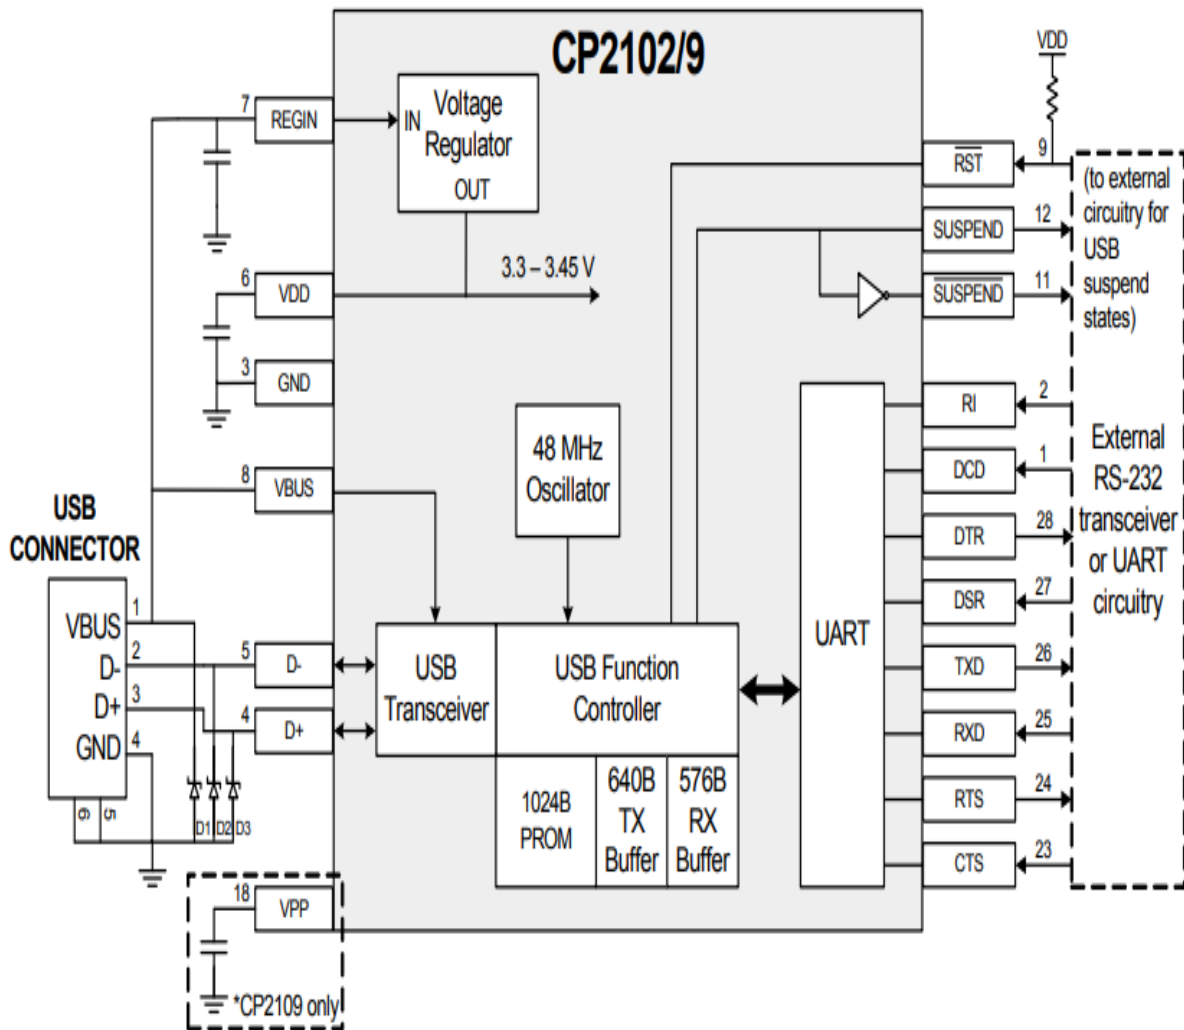 CP2102/9
VDD
7
REGIN
IN
Voltage
Regulator
OUT
9
RST
(to external
circuitry for
USB
suspend
states)
12
SUSPEND
6
VDD
3.3 – 3.45 V
11
SUSPEND
3
GND
2
RI
48 MHz
Oscillator
1
DCD
External
RS-232
transceiver
or UART
circuitry
8
VBUS
USB
CONNECTOR
28
DTR
27
DSR
VBUS
1
D-
2
D+
3
GND
4
6
5
5
D-
4
D+
USB
Transceiver
USB Function
Controller
UART
26
TXD
25
RXD
1024B
PROM
640B
TX
Buffer
576B
RX
Buffer
24
RTS
D1
D2
D3
23
CTS
18
VPP
*CP2109 only